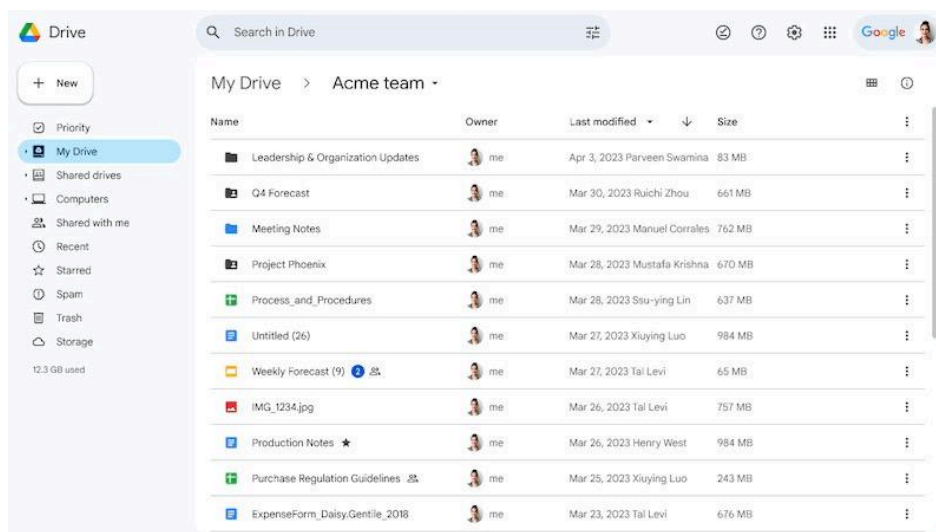 Drive
Search in Drive
Google
New
My Drive > Acme team
Priority
My Drive
Shared drives
Computers
Shared with me
Recent
Starred
Spam
Trash
Storage
12.3 GB used
Name Owner Last modified Size
Leadership & Organization Updates me Apr 3, 2023 Parveen Swamina 83 MB
Q4 Forecast me Mar 30, 2023 Ruichi Zhou 661 MB
Meeting Notes me Mar 29, 2023 Manuel Corrales 762 MB
Project Phoenix me Mar 28, 2023 Mustafa Krishna 670 MB
Process_and_Procedures me Mar 28, 2023 Ssu-ying Lin 637 MB
Untitled (26) me Mar 27, 2023 Xiuying Luo 984 MB
Weekly Forecast (9) 2 me Mar 27, 2023 Tal Levi 65 MB
IMG_1234.jpg me Mar 26, 2023 Tal Levi 757 MB
Production Notes me Mar 26, 2023 Henry West 984 MB
Purchase Regulation Guidelines me Mar 25, 2023 Xiuying Luo 243 MB
ExpenseForm_Daisy.Gentile_2018 me Mar 23, 2023 Tal Levi 676 MB